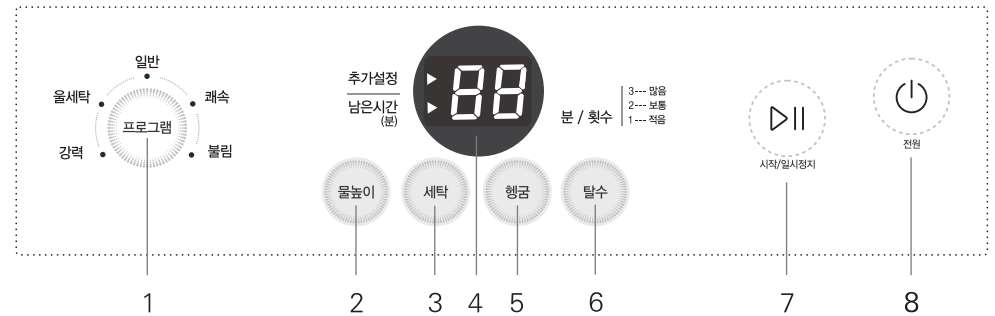 일반
울세탁
쾌속
프로그램
강력
불림
추가설정
남은시간
(분)
88
분 / 횟수
3--- 많음
2--- 보통
1--- 적음
물높이
세탁
헹굼
탈수
시작/일시정지
전원
1
2
3
4
5
6
7
8